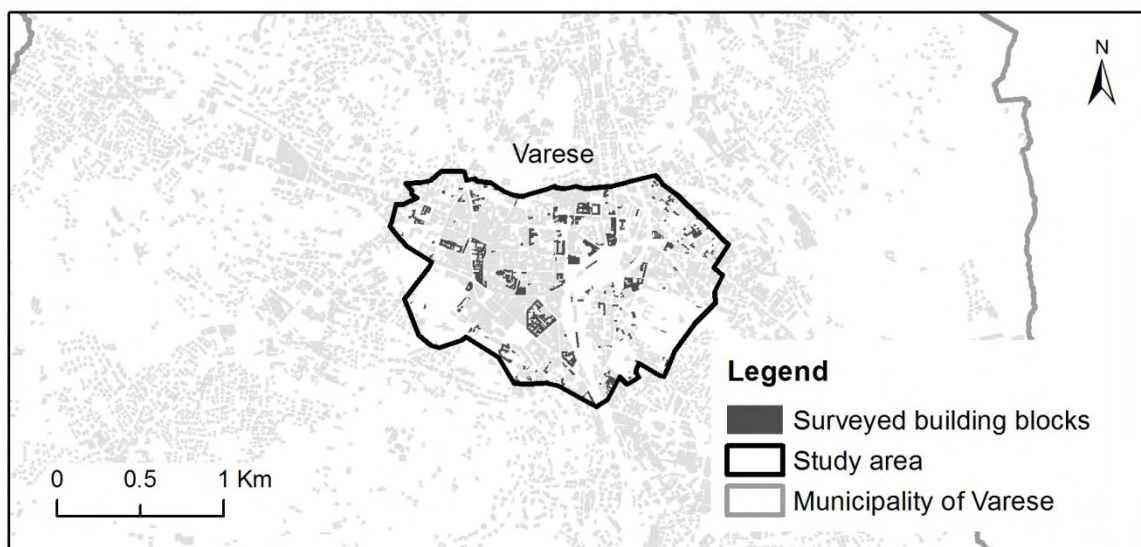 N
Varese
Legend
Surveyed building blocks
Study area
Municipality of Varese
0 0.5 1 Km